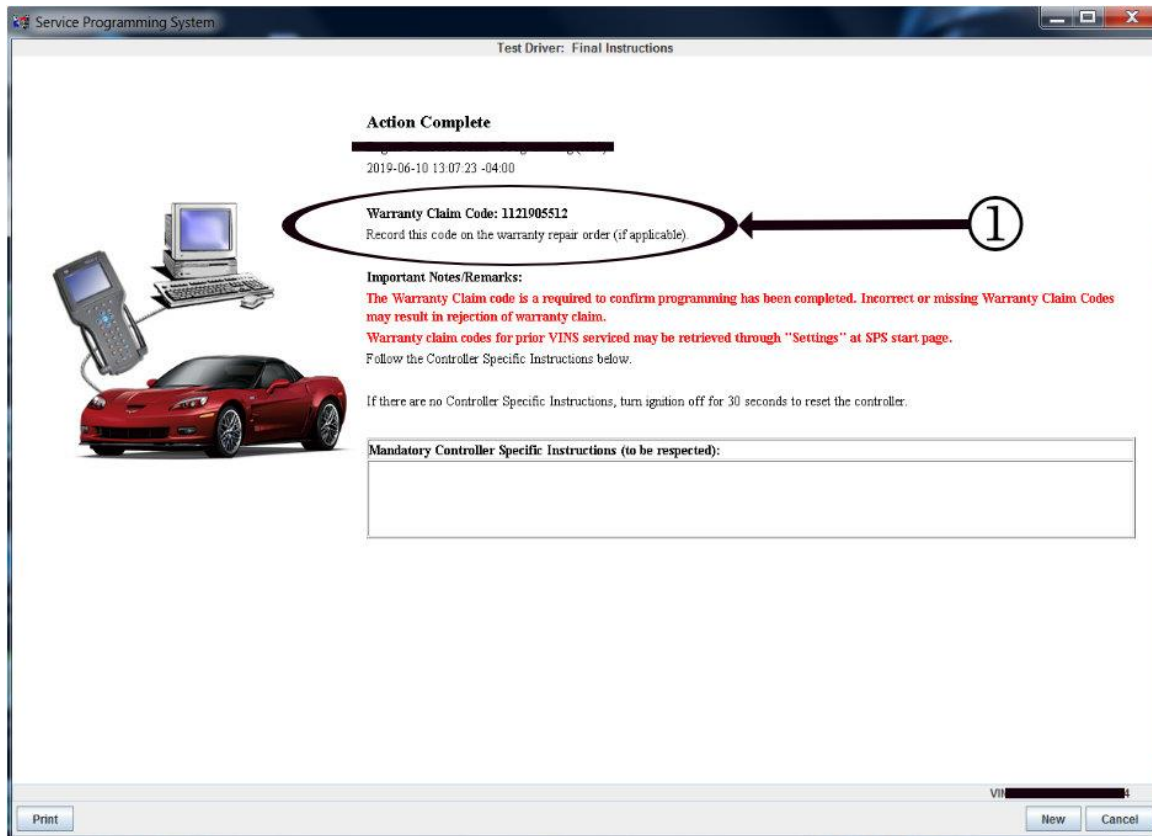 Service Programming System
Test Driver: Final Instructions
Action Complete
2019-06-10 13:07:23 -04:00
Warranty Claim Code: 1121905512
Record this code on the warranty repair order (if applicable).
1
Important Notes/Remarks:
The Warranty Claim code is a required to confirm programming has been completed. Incorrect or missing Warranty Claim Codes
may result in rejection of warranty claim.
Warranty claim codes for prior VINS serviced may be retrieved through "Settings" at SPS start page.
Follow the Controller Specific Instructions below.
If there are no Controller Specific Instructions, turn ignition off for 30 seconds to reset the controller.
Mandatory Controller Specific Instructions (to be respected):
VIN 4
Print
New
Cancel